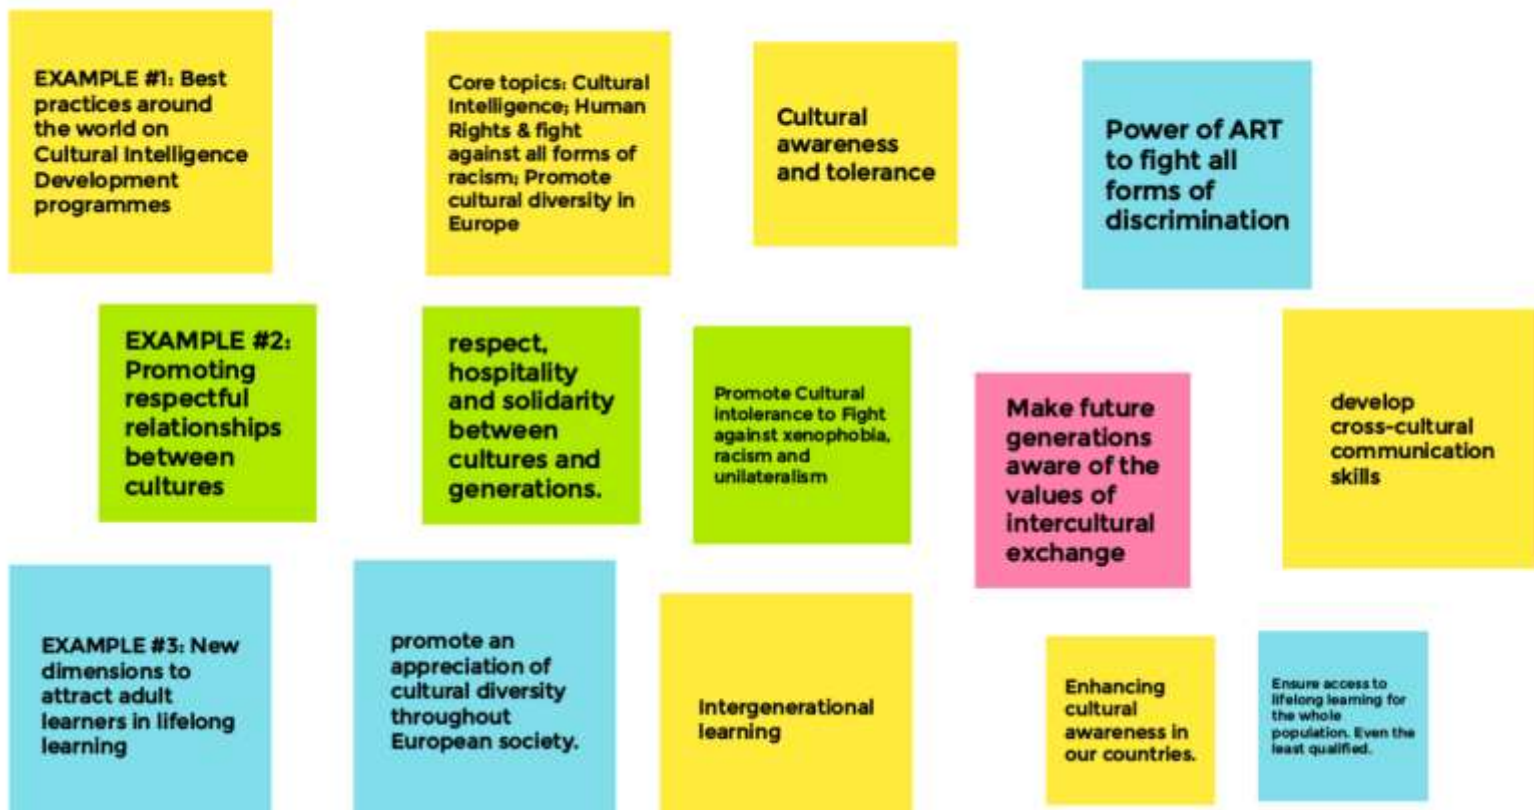 EXAMPLE #1: Best
practices around
the world on
Cultural Intelligence
Development
programmes
Core topics: Cultural
Intelligence; Human
Rights & fight
against all forms of
racism; Promote
cultural diversity in
Europe
Cultural
awareness
and tolerance
Power of ART
to fight all
forms of
discrimination
EXAMPLE #2:
Promoting
respectful
relationships
between
cultures
respect,
hospitality
and solidarity
between
cultures and
generations.
Promote Cultural
intolerance to Fight
against xenophobia,
racism and
unilateralism
Make future
generations
aware of the
values of
intercultural
exchange
develop
cross-cultural
communication
skills
EXAMPLE #3: New
dimensions to
attract adult
learners in lifelong
learning
promote an
appreciation of
cultural diversity
throughout
European society.
Intergenerational
learning
Enhancing
cultural
awareness in
our countries.
Ensure access to
lifelong learning for
the whole
population. Even the
least qualified.